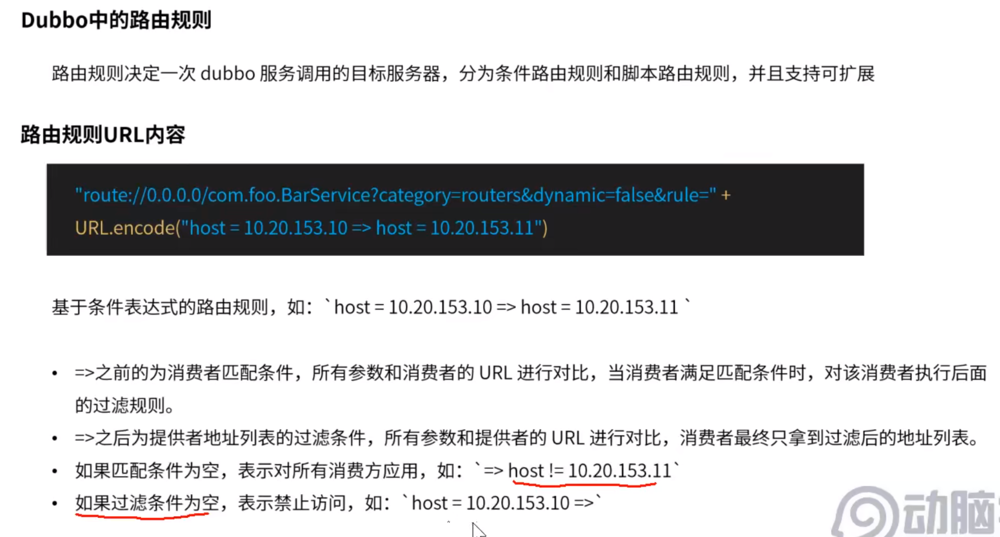 Dubbo中的路由规则
路由规则决定一次 dubbo 服务调用的目标服务器，分为条件路由规则和脚本路由规则，并且支持可扩展
路由规则URL内容
"route://0.0.0.0/com.foo.BarService?category=routers&dynamic=false&rule=" +
URL.encode("host = 10.20.153.10 => host = 10.20.153.11")
基于条件表达式的路由规则，如：`host = 10.20.153.10 => host = 10.20.153.11 `
• =>之前的为消费者匹配条件，所有参数和消费者的 URL 进行对比，当消费者满足匹配条件时，对该消费者执行后面
的过滤规则。
• =>之后为提供者地址列表的过滤条件，所有参数和提供者的 URL 进行对比，消费者最终只拿到过滤后的地址列表。
• 如果匹配条件为空，表示对所有消费方应用，如：`=> host != 10.20.153.11`
• 如果过滤条件为空，表示禁止访问，如：`host = 10.20.153.10 =>`
动脑